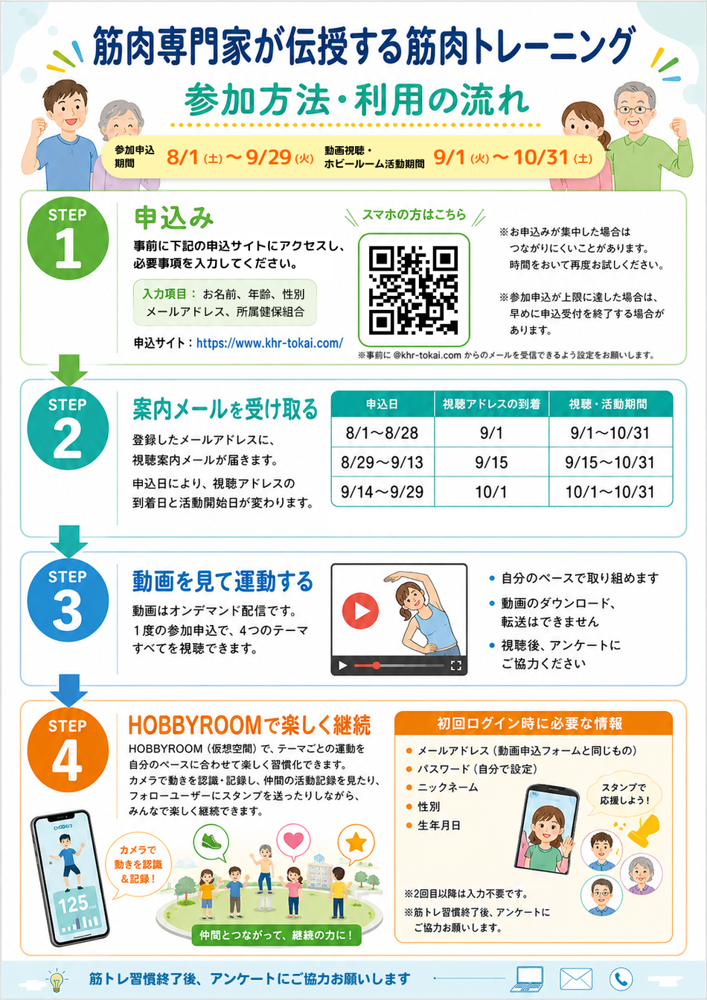 筋肉専門家が伝授する筋肉トレーニング
参加方法・利用の流れ
参加申込
期間
8/1(土)～9/29(火)
動画視聴・
ホビールーム活動期間
9/1(火)～10/31(土)
STEP
1
申込み
事前に下記の申込サイトにアクセスし、
必要事項を入力してください。
入力項目： お名前、年齢、性別
メールアドレス、所属健保組合
申込サイト：https://www.khr-tokai.com/
スマホの方はこちら
※お申込みが集中した場合は
つながりにくいことがあります。
時間をおいて再度お試しください。
※参加申込が上限に達した場合は、
早めに申込受付を終了する場合が
あります。
※事前に @khr-tokai.com からのメールを受信できるよう設定をお願いします。
STEP
2
案内メールを受け取る
登録したメールアドレスに、
視聴案内メールが届きます。
申込日により、視聴アドレスの
到着日と活動開始日が変わります。
申込日 視聴アドレスの到着 視聴・活動期間
8/1～8/28 9/1 9/1～10/31
8/29～9/13 9/15 9/15～10/31
9/14～9/29 10/1 10/1～10/31
STEP
3
動画を見て運動する
動画はオンデマンド配信です。
1度の参加申込で、4つのテーマ
すべてを視聴できます。
自分のペースで取り組めます
動画のダウンロード、
転送はできません
視聴後、アンケートに
ご協力ください
STEP
4
HOBBYROOMで楽しく継続
HOBBYROOM（仮想空間）で、テーマごとの運動を
自分のペースに合わせて楽しく習慣化できます。
カメラで動きを認識・記録し、仲間の活動記録を見たり、
フォローユーザーにスタンプを送ったりしながら、
みんなで楽しく継続できます。
125
カメラで
動きを認識
＆記録！
仲間とつながって、継続の力に！
初回ログイン時に必要な情報
メールアドレス（動画申込フォームと同じもの）
パスワード（自分で設定）
ニックネーム
性別
生年月日
スタンプで
応援しよう！
※2回目以降は入力不要です。
※筋トレ習慣終了後、アンケートに
ご協力お願いします。
筋トレ習慣終了後、アンケートにご協力お願いします